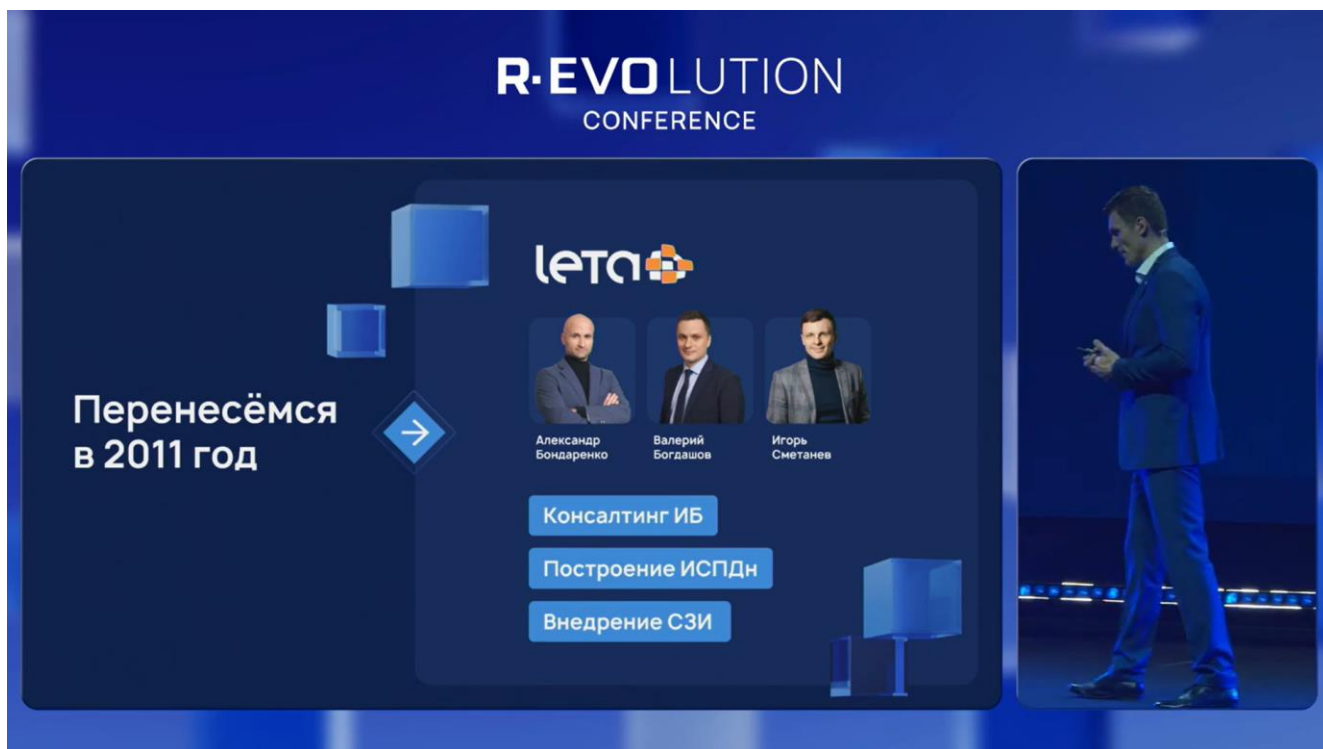 R·EVOLUTION
CONFERENCE
leta
Перенесёмся
в 2011 год
Александр
Бондаренко
Валерий
Богдашов
Игорь
Сметанев
Консалтинг ИБ
Построение ИСПДн
Внедрение СЗИ